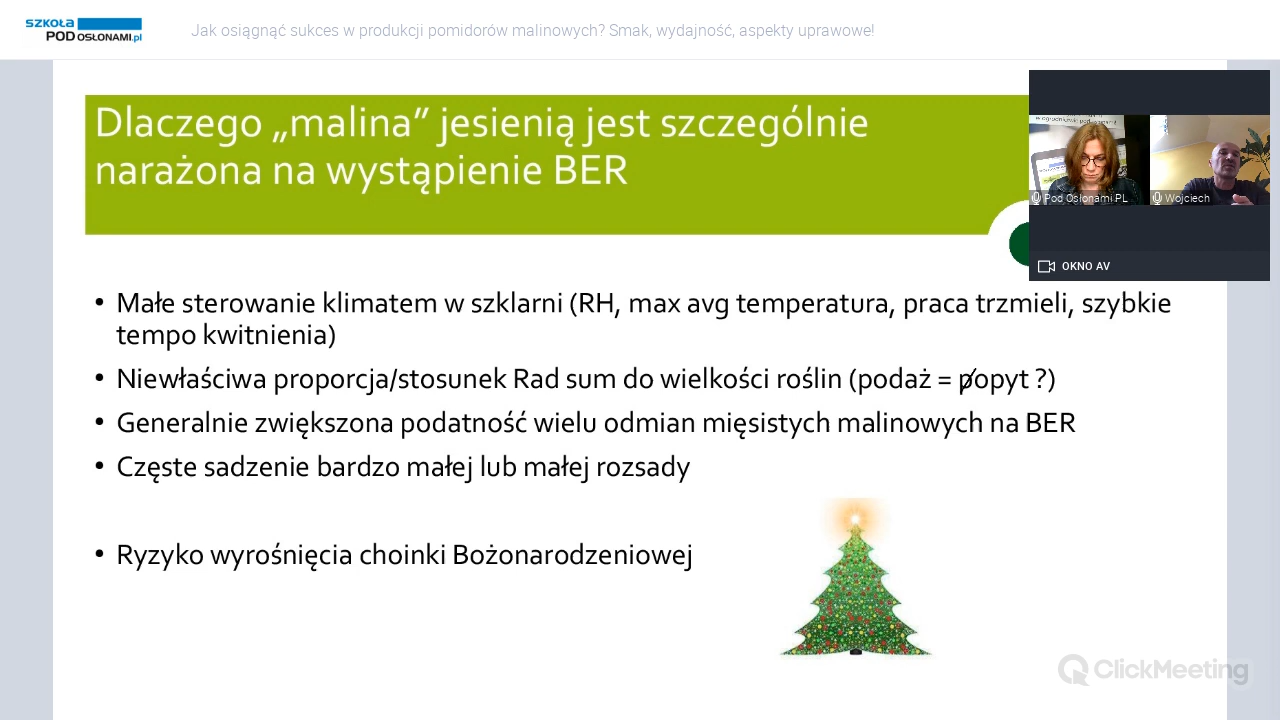 SZKOŁA
POD OSŁONAMI.pl
Jak osiągnąć sukces w produkcji pomidorów malinowych? Smak, wydajność, aspekty uprawowe!
Dlaczego „malina” jesienią jest szczególnie
narażona na wystąpienie BER
Pod Osłonami PL
Wojciech
OKNO AV
• Małe sterowanie klimatem w szklarni (RH, max avg temperatura, praca trzmieli, szybkie
tempo kwitnienia)
• Niewłaściwa proporcja/stosunek Rad sum do wielkości roślin (podaż = popyt ?)
• Generalnie zwiększona podatność wielu odmian mięsistych malinowych na BER
• Częste sadzenie bardzo małej lub małej rozsady
• Ryzyko wyrośnięcia choinki Bożonarodzeniowej
ClickMeeting